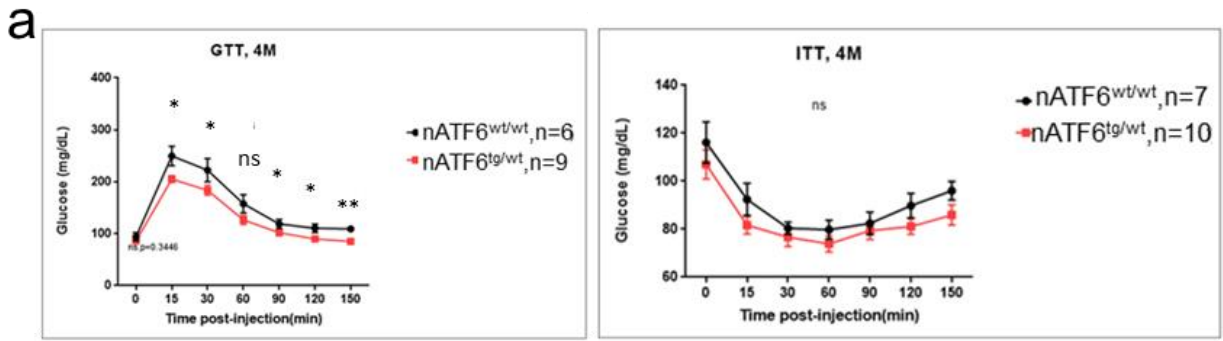 a
GTT, 4M
400
300
200
100
0
Glucose (mg/dL)
*
*
ns
*
*
**
ns,p=0.3446
0 15 30 60 90 120 150
Time post-injection(min)
nATF6wt/wt,n=6
nATF6tg/wt,n=9
ITT, 4M
140
120
100
80
60
Glucose (mg/dL)
ns
0 15 30 60 90 120 150
Time post-injection(min)
nATF6wt/wt,n=7
nATF6tg/wt,n=10